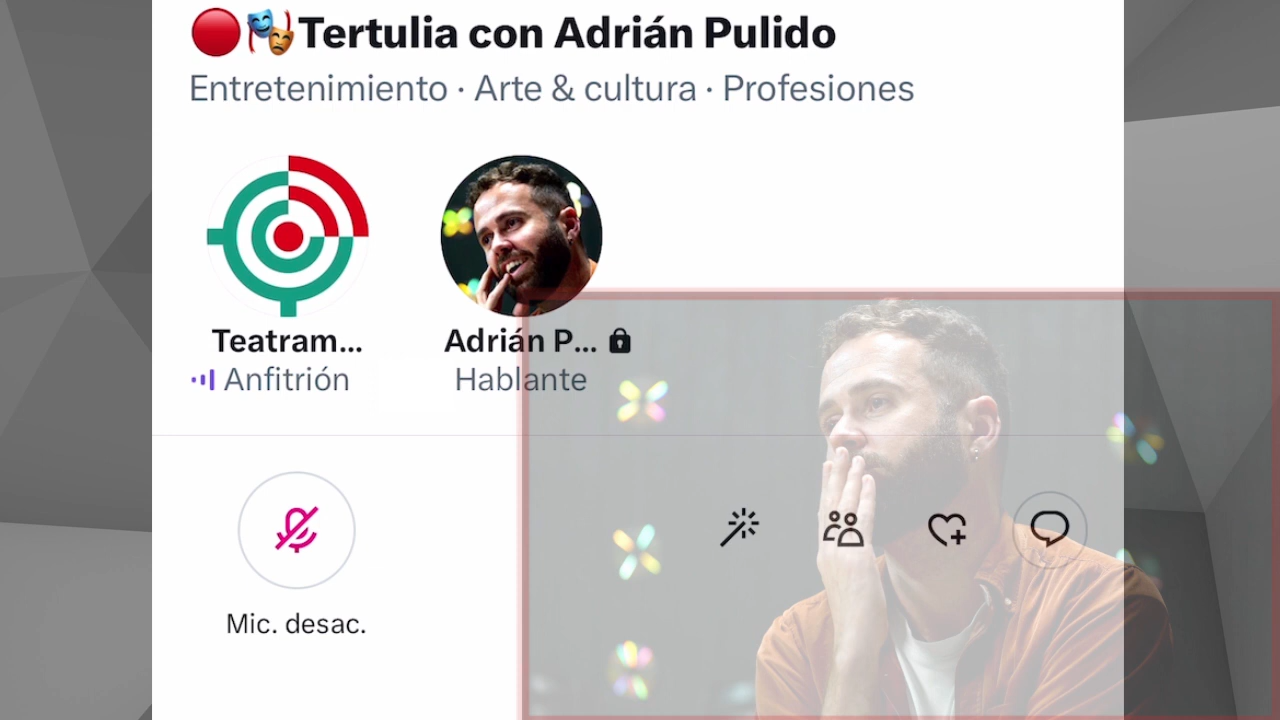 Tertulia con Adrián Pulido
Entretenimiento · Arte & cultura · Profesiones
Teatram... Adrián P...
Anfitrión Hablante
Mic. desac.